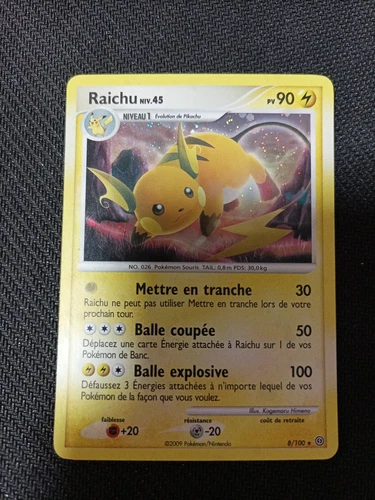 Raichu NIV.45 PV 90
NIVEAU 1 Évolution de Pikachu
NO. 026 Pokémon Souris TAIL: 0,8 m PDS: 30,0 kg
Mettre en tranche 30
Raichu ne peut pas utiliser Mettre en tranche lors de votre
prochain tour.
Balle coupée 50
Déplacez une carte Énergie attachée à Raichu sur 1 de vos
Pokémon de Banc.
Balle explosive 100
Défaussez 3 Énergies attachées à n'importe lequel de vos
Pokémon de la façon que vous voulez.
Illus. Kagemaru Himeno
faiblesse résistance coût de retraite
+20 -20
©2009 Pokémon/Nintendo 8/100 ★